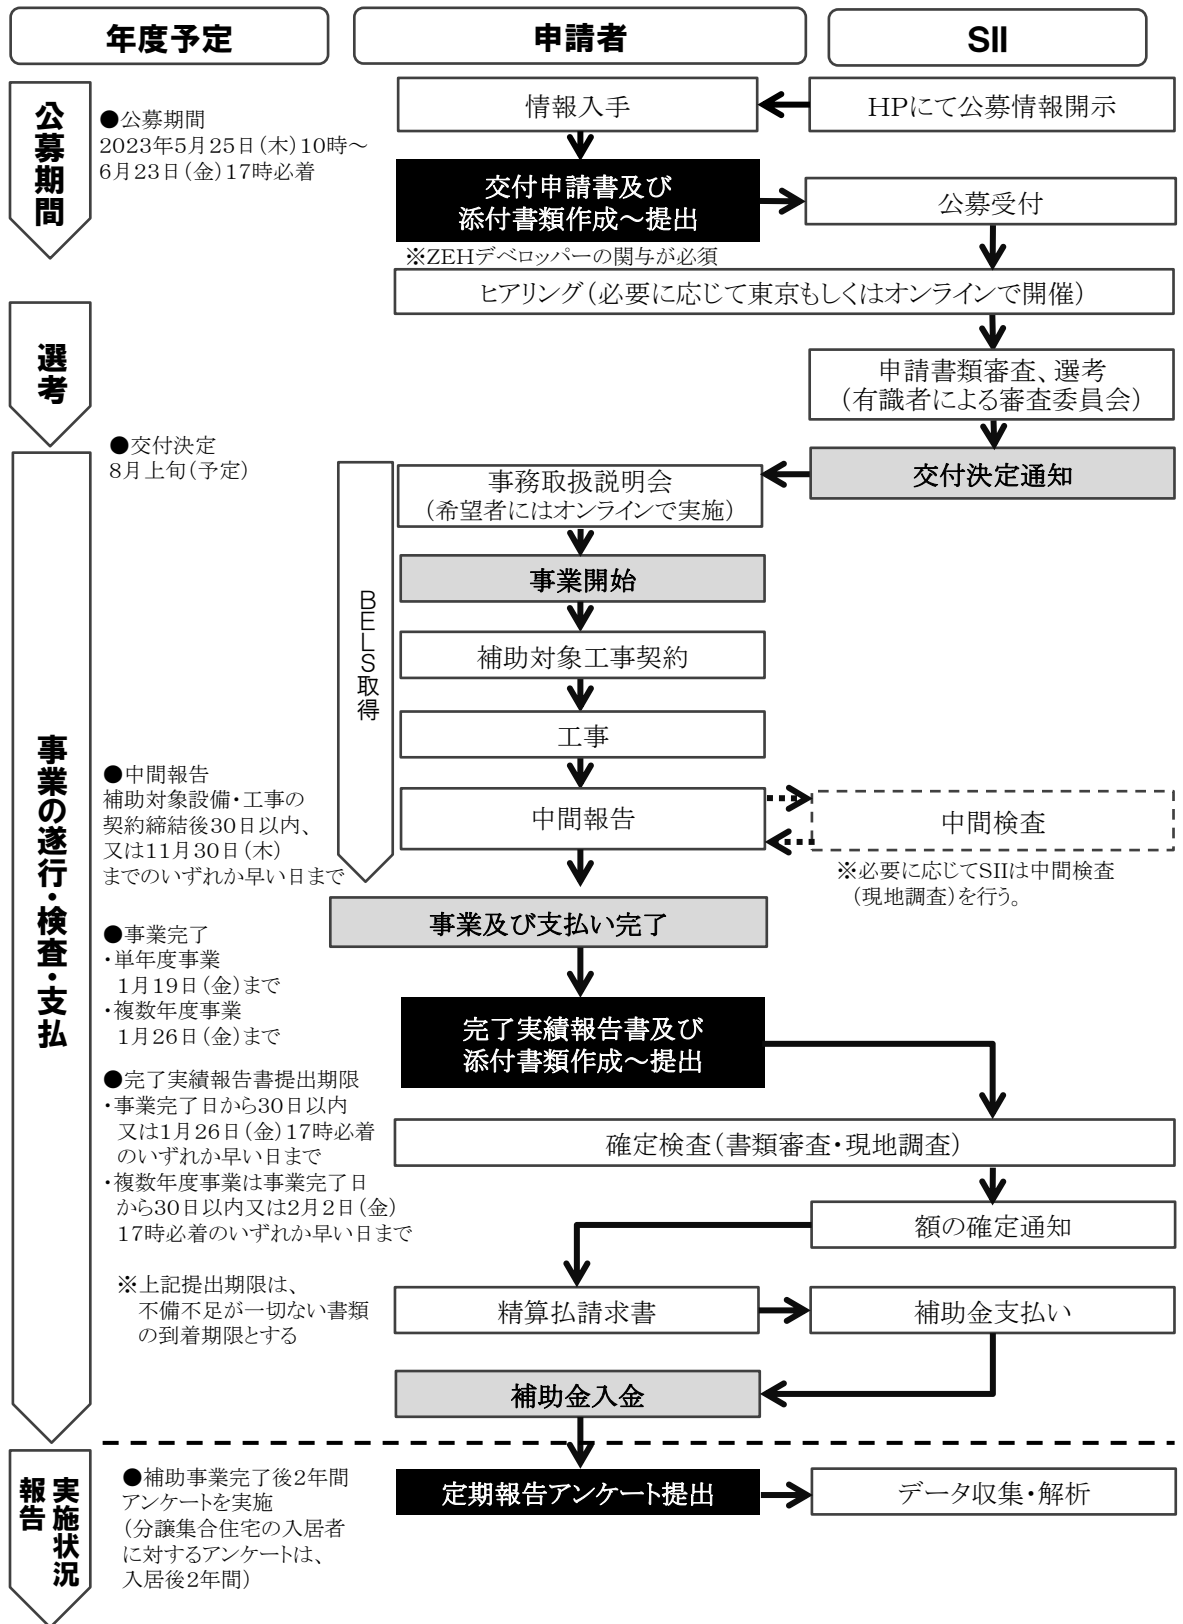 年度予定
申請者
SII
公募期間
●公募期間
2023年5月25日(木)10時～
6月23日(金)17時必着
情報入手
HPにて公募情報開示
交付申請書及び
添付書類作成～提出
公募受付
※ZEHデベロッパーの関与が必須
ヒアリング(必要に応じて東京もしくはオンラインで開催)
選考
申請書類審査、選考
(有識者による審査委員会)
●交付決定
8月上旬(予定)
交付決定通知
事務取扱説明会
(希望者にはオンラインで実施)
事業開始
BELS取得
補助対象工事契約
工事
事業の遂行・検査・支払
●中間報告
補助対象設備・工事の
契約締結後30日以内、
又は11月30日(木)
までのいずれか早い日まで
中間報告
中間検査
※必要に応じてSIIは中間検査
(現地調査)を行う。
事業及び支払い完了
●事業完了
・単年度事業
1月19日(金)まで
・複数年度事業
1月26日(金)まで
完了実績報告書及び
添付書類作成～提出
●完了実績報告書提出期限
・事業完了日から30日以内
又は1月26日(金)17時必着
のいずれか早い日まで
・複数年度事業は事業完了日
から30日以内又は2月2日(金)
17時必着のいずれか早い日まで
確定検査(書類審査・現地調査)
額の確定通知
※上記提出期限は、
不備不足が一切ない書類
の到着期限とする
精算払請求書
補助金支払い
補助金入金
実施状況
報告
●補助事業完了後2年間
アンケートを実施
(分譲集合住宅の入居者
に対するアンケートは、
入居後2年間)
定期報告アンケート提出
データ収集・解析